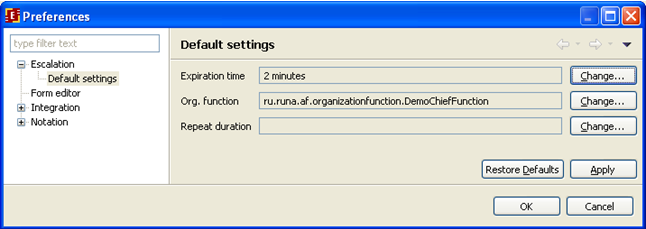 Preferences
type filter text
Escalation
Default settings
Form editor
Integration
Notation
Default settings
Expiration time 2 minutes Change...
Org. function ru.runa.af.organizationfunction.DemoChiefFunction Change...
Repeat duration Change...
Restore Defaults Apply
OK Cancel